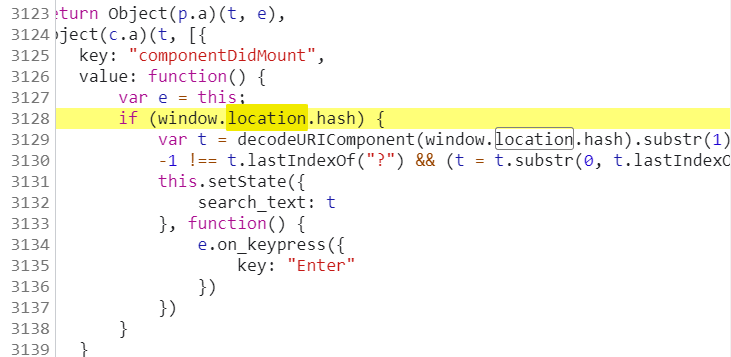 3123 eturn Object(p.a)(t, e),
3124 bject(c.a)(t, [{
3125 key: "componentDidMount",
3126 value: function() {
3127 var e = this;
3128 if (window.location.hash) {
3129 var t = decodeURIComponent(window.location.hash).substr(1)
3130 -1 !== t.lastIndexOf("?") && (t = t.substr(0, t.lastIndexO
3131 this.setState({
3132 search_text: t
3133 }, function() {
3134 e.on_keypress({
3135 key: "Enter"
3136 })
3137 })
3138 }
3139 }